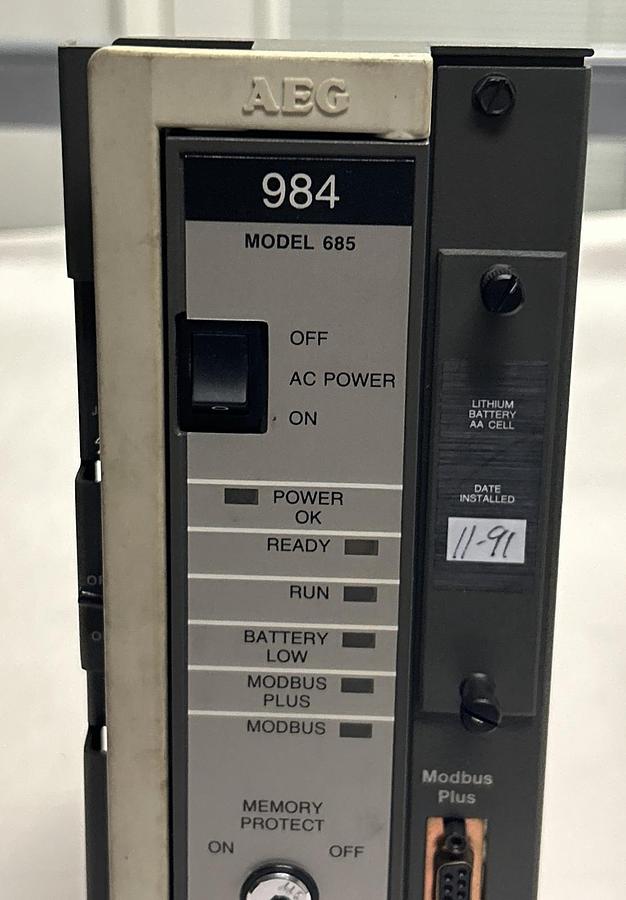 AEG
984
MODEL 685
OFF
AC POWER
ON
POWER
OK
READY
RUN
BATTERY
LOW
MODBUS
PLUS
MODBUS
MEMORY
PROTECT
ON
OFF
LITHIUM
BATTERY
AA CELL
DATE
INSTALLED
11-91
Modbus
Plus